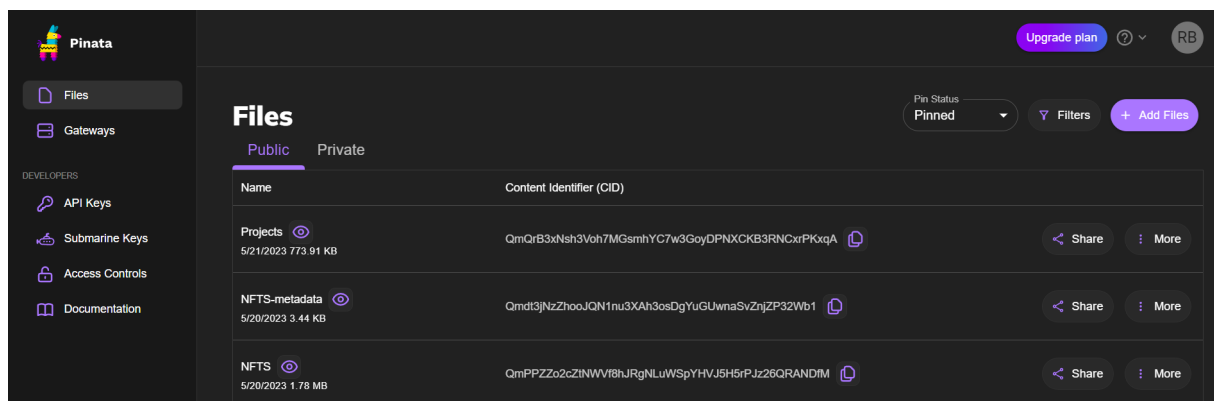 Pinata
Upgrade plan
RB
Files
Gateways
DEVELOPERS
API Keys
Submarine Keys
Access Controls
Documentation
Files
Pin Status
Pinned
Filters
+ Add Files
Public Private
Name Content Identifier (CID)
Projects
5/21/2023 773.91 KB
QmQrB3xNsh3Voh7MGsmhYC7w3GoyDPNXCKB3RNCxrPKxqA
Share More
NFTS-metadata
5/20/2023 3.44 KB
Qmdt3jNzZhooJQN1nu3XAh3osDgYuGUwnaSvZnjZP32Wb1
Share More
NFTS
5/20/2023 1.78 MB
QmPPZZo2cZtNWVf8hJRgNLuWSpYHVJ5H5rPJz26QRANDfM
Share More